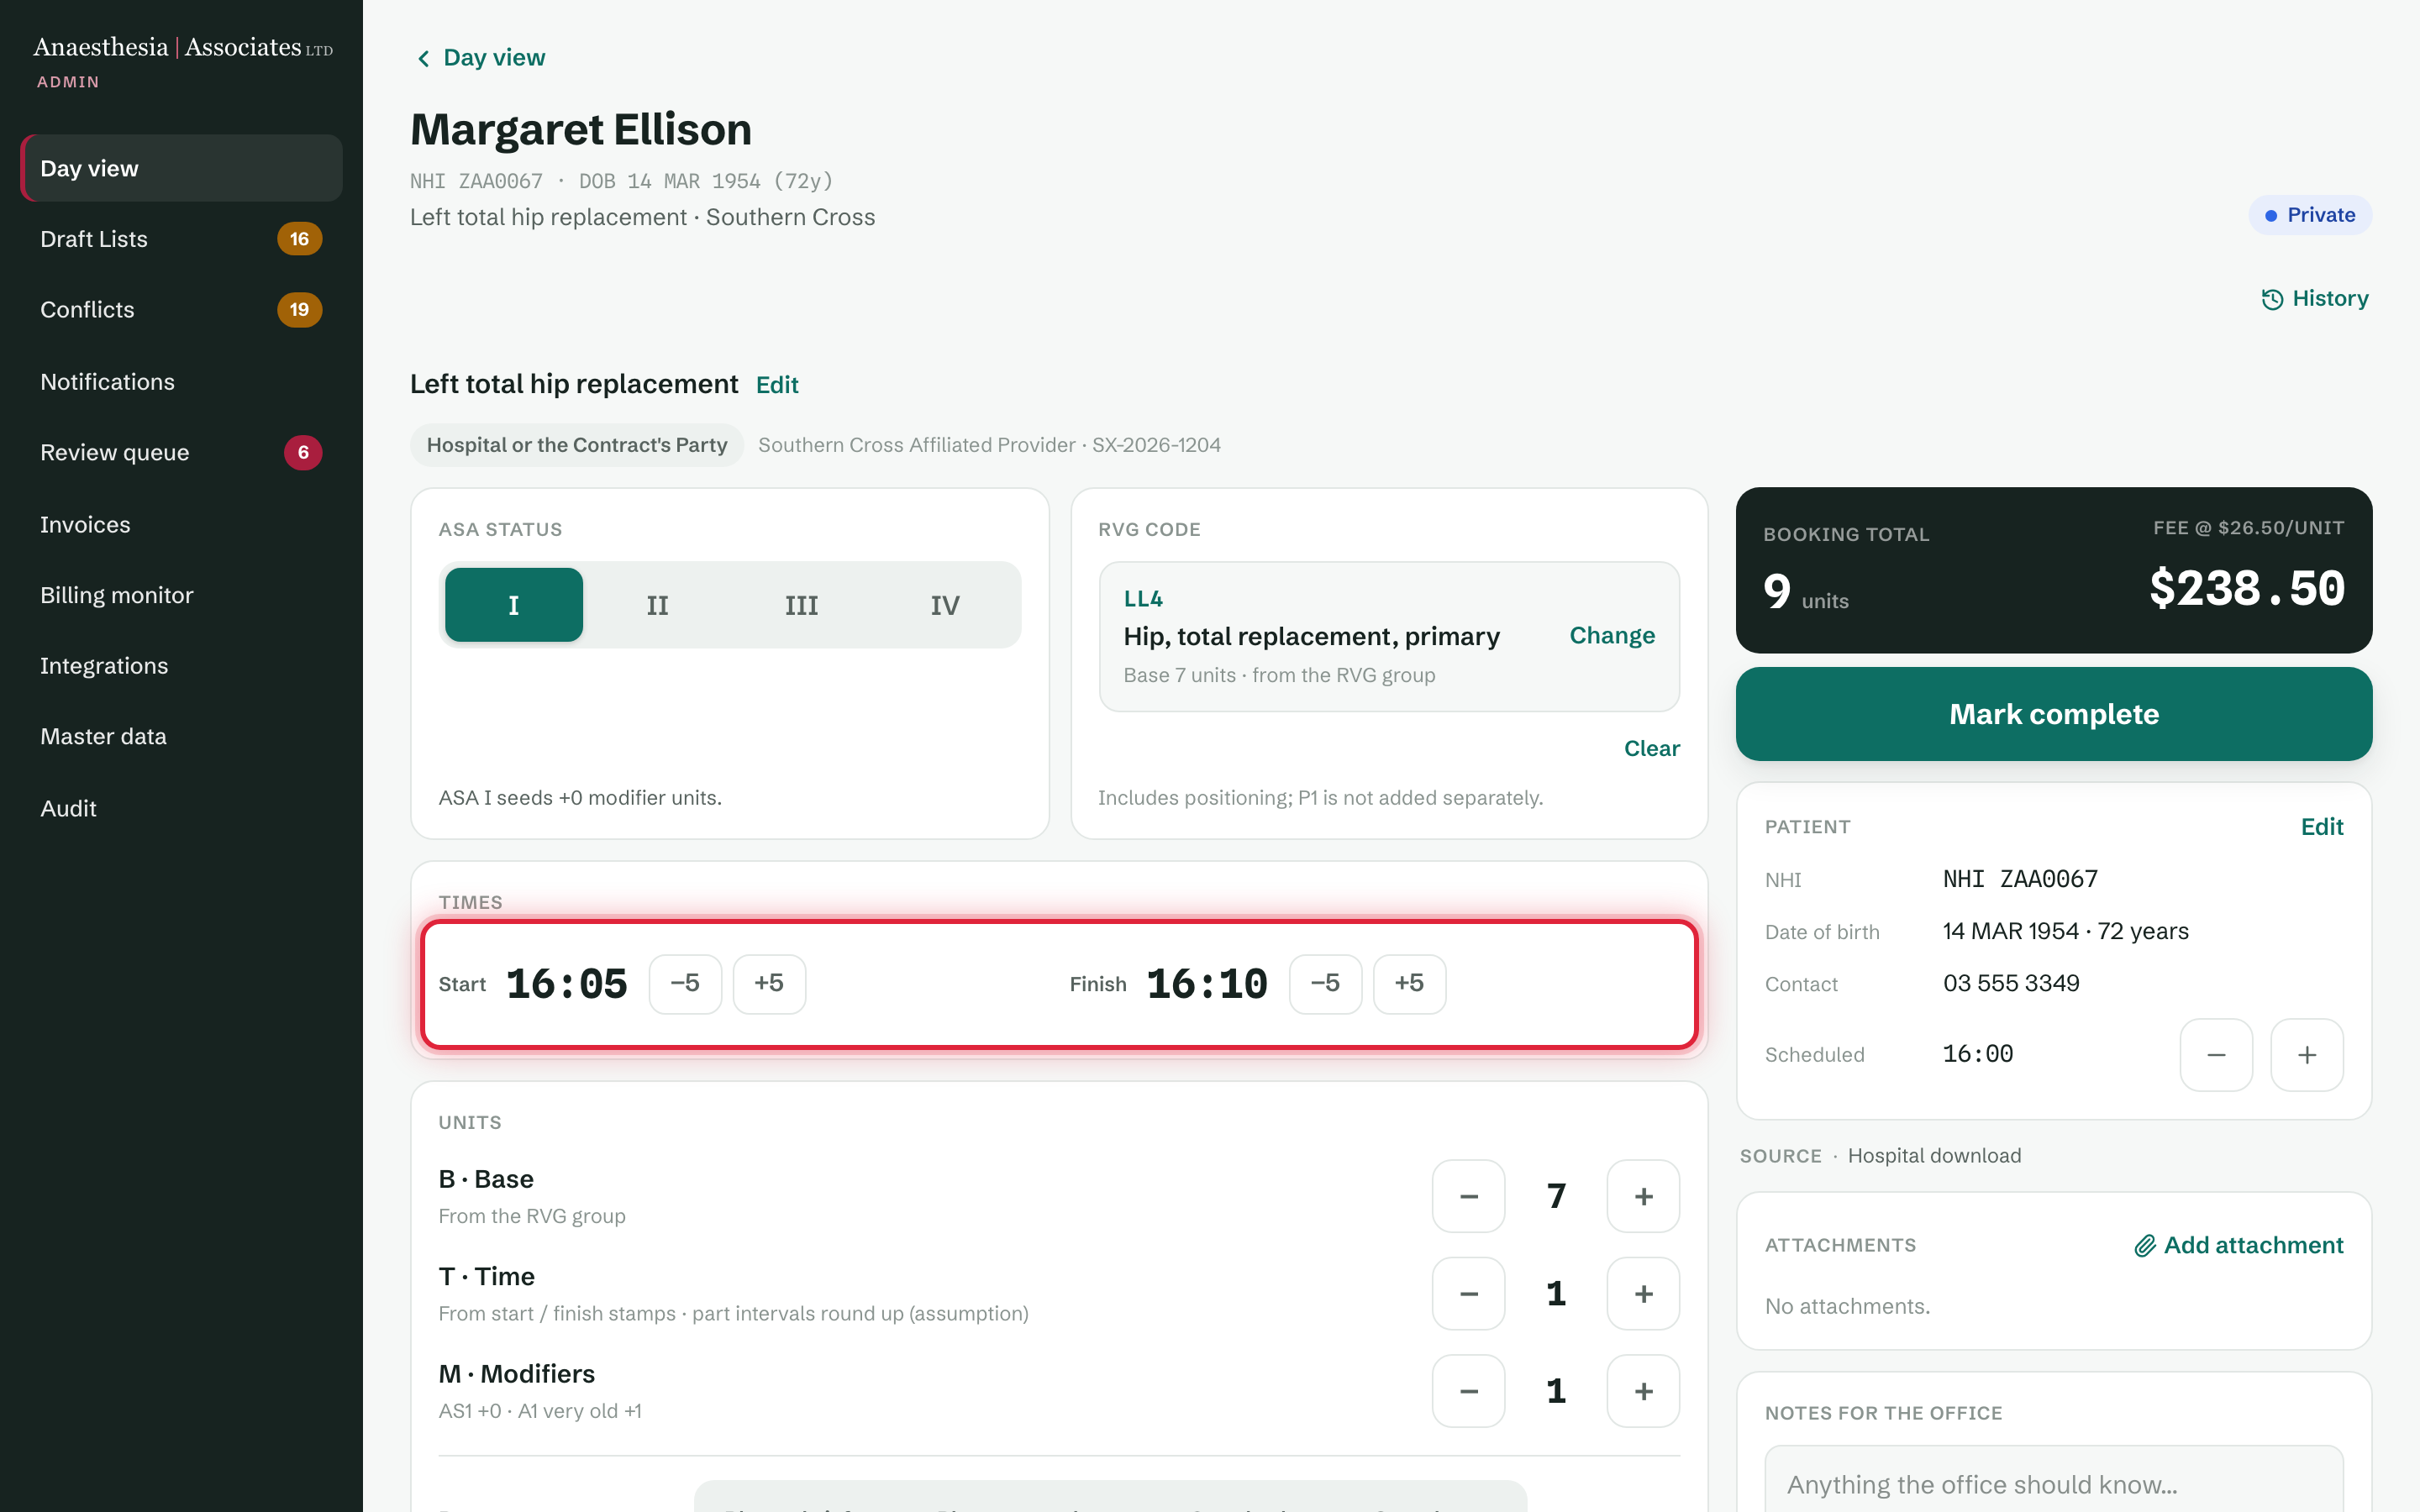 Anaesthesia | Associates LTD
ADMIN
Day view
Draft Lists 16
Conflicts 19
Notifications
Review queue 6
Invoices
Billing monitor
Integrations
Master data
Audit
Day view
Margaret Ellison
NHI ZAA0067 · DOB 14 MAR 1954 (72y)
Left total hip replacement · Southern Cross
Private
History
Left total hip replacement Edit
Hospital or the Contract's Party Southern Cross Affiliated Provider · SX-2026-1204
ASA STATUS
I II III IV
ASA I seeds +0 modifier units.
RVG CODE
LL4
Hip, total replacement, primary Change
Base 7 units · from the RVG group
Clear
Includes positioning; P1 is not added separately.
TIMES
Start 16:05 −5 +5 Finish 16:10 −5 +5
UNITS
B · Base − 7 +
From the RVG group
T · Time − 1 +
From start / finish stamps · part intervals round up (assumption)
M · Modifiers − 1 +
AS1 +0 · A1 very old +1
BOOKING TOTAL FEE @ $26.50/UNIT
9 units $238.50
Mark complete
PATIENT Edit
NHI NHI ZAA0067
Date of birth 14 MAR 1954 · 72 years
Contact 03 555 3349
Scheduled 16:00 − +
SOURCE · Hospital download
ATTACHMENTS Add attachment
No attachments.
NOTES FOR THE OFFICE
Anything the office should know...